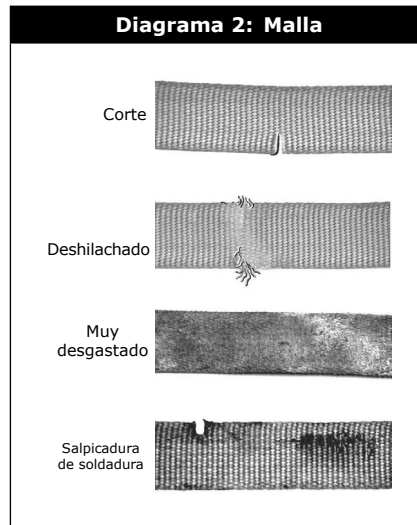 Diagrama 2: Malla
Corte
Deshilachado
Muy
desgastado
Salpicadura
de soldadura